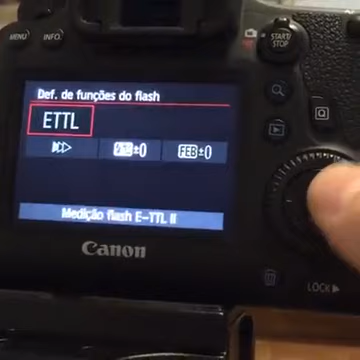 MENU INFO.
START/
STOP
Def. de funções do flash
ETTL
±0 FEB±0
Medição flash E-TTL II
Canon
LOCK▶